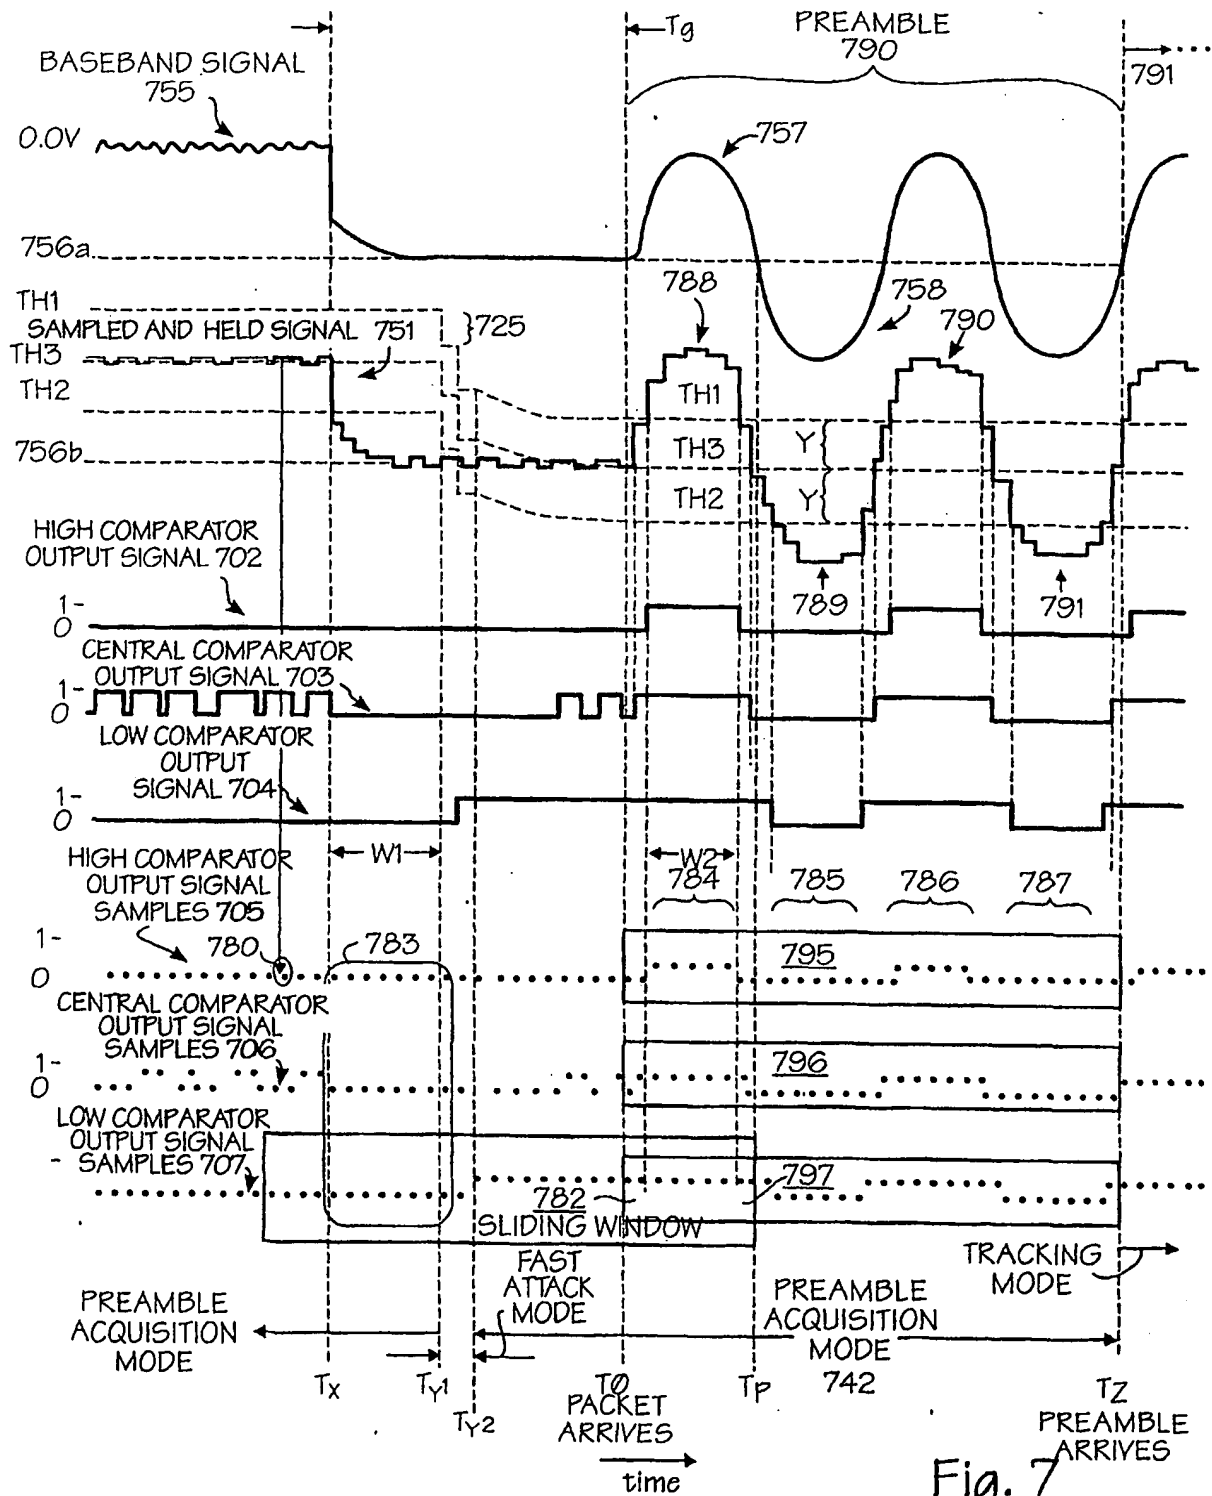 Tg
PREAMBLE
790
791
BASEBAND SIGNAL
755
0.0V
757
756a
788
758
790
TH1
725
SAMPLED AND HELD SIGNAL 751
TH3
TH2
TH1
Y
TH3
756b
Y
TH2
HIGH COMPARATOR
OUTPUT SIGNAL 702
789
791
1-
0
CENTRAL COMPARATOR
OUTPUT SIGNAL 703
1-
0
LOW COMPARATOR
OUTPUT
SIGNAL 704
1-
0
W1
W2
HIGH COMPARATOR
OUTPUT SIGNAL
SAMPLES 705
784
785
786
787
1-
780
783
795
0
CENTRAL COMPARATOR
OUTPUT SIGNAL
SAMPLES 706
1-
0
796
LOW COMPARATOR
OUTPUT SIGNAL
SAMPLES 707
-
782
797
SLIDING WINDOW
FAST
ATTACK
MODE
TRACKING
MODE
PREAMBLE
ACQUISITION
MODE
PREAMBLE
ACQUISITION
MODE
742
TX
TY1
TY2
TØ
PACKET
ARRIVES
TP
TZ
PREAMBLE
ARRIVES
time
Fig. 7